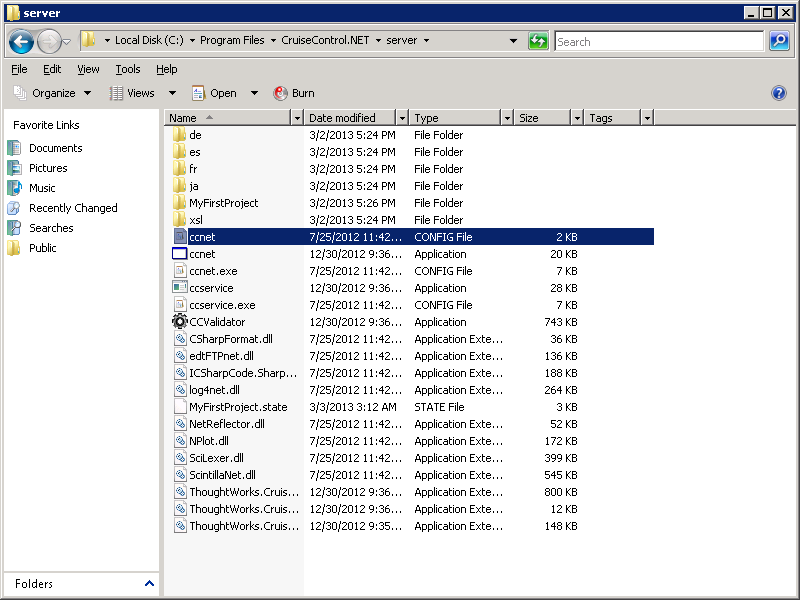 server
Local Disk (C:) Program Files CruiseControl.NET server Search
File Edit View Tools Help
Organize Views Open Burn
Favorite Links
Documents
Pictures
Music
Recently Changed
Searches
Public
Folders
Name Date modified Type Size Tags
de 3/2/2013 5:24 PM File Folder
es 3/2/2013 5:24 PM File Folder
fr 3/2/2013 5:24 PM File Folder
ja 3/2/2013 5:24 PM File Folder
MyFirstProject 3/2/2013 5:26 PM File Folder
xsl 3/2/2013 5:24 PM File Folder
ccnet 7/25/2012 11:42... CONFIG File 2 KB
ccnet 12/30/2012 9:36... Application 20 KB
ccnet.exe 7/25/2012 11:42... CONFIG File 7 KB
ccservice 12/30/2012 9:36... Application 28 KB
ccservice.exe 7/25/2012 11:42... CONFIG File 7 KB
CCValidator 12/30/2012 9:36... Application 743 KB
CSharpFormat.dll 7/25/2012 11:42... Application Exte... 36 KB
edtFTPnet.dll 7/25/2012 11:42... Application Exte... 136 KB
ICSharpCode.Sharp... 7/25/2012 11:42... Application Exte... 188 KB
log4net.dll 7/25/2012 11:42... Application Exte... 264 KB
MyFirstProject.state 3/3/2013 3:12 AM STATE File 3 KB
NetReflector.dll 7/25/2012 11:42... Application Exte... 52 KB
NPlot.dll 7/25/2012 11:42... Application Exte... 172 KB
SciLexer.dll 7/25/2012 11:42... Application Exte... 399 KB
ScintillaNet.dll 7/25/2012 11:42... Application Exte... 545 KB
ThoughtWorks.Cruis... 12/30/2012 9:36... Application Exte... 800 KB
ThoughtWorks.Cruis... 12/30/2012 9:36... Application Exte... 12 KB
ThoughtWorks.Cruis... 12/30/2012 9:35... Application Exte... 148 KB